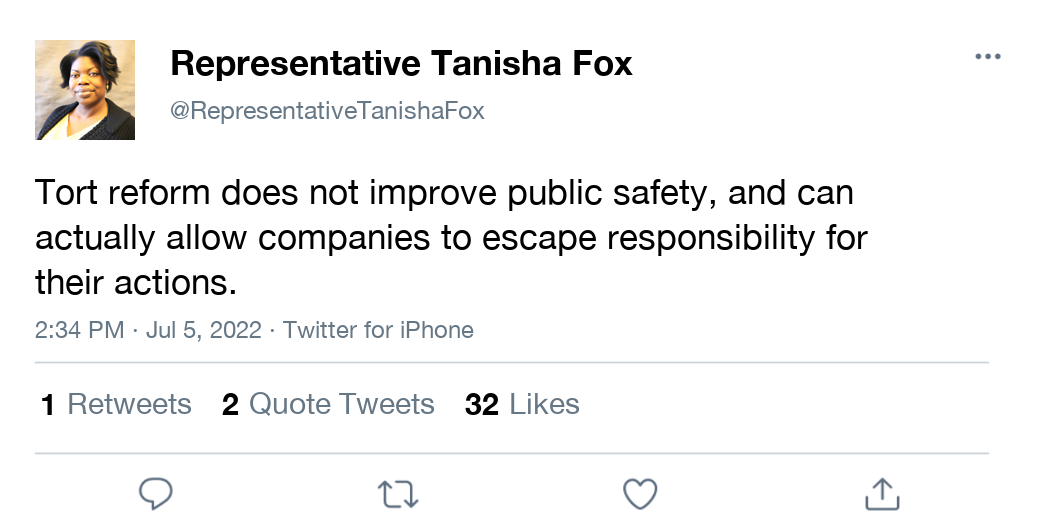 Representative Tanisha Fox
@RepresentativeTanishaFox
Tort reform does not improve public safety, and can
actually allow companies to escape responsibility for
their actions.
2:34 PM · Jul 5, 2022 · Twitter for iPhone
1 Retweets 2 Quote Tweets 32 Likes